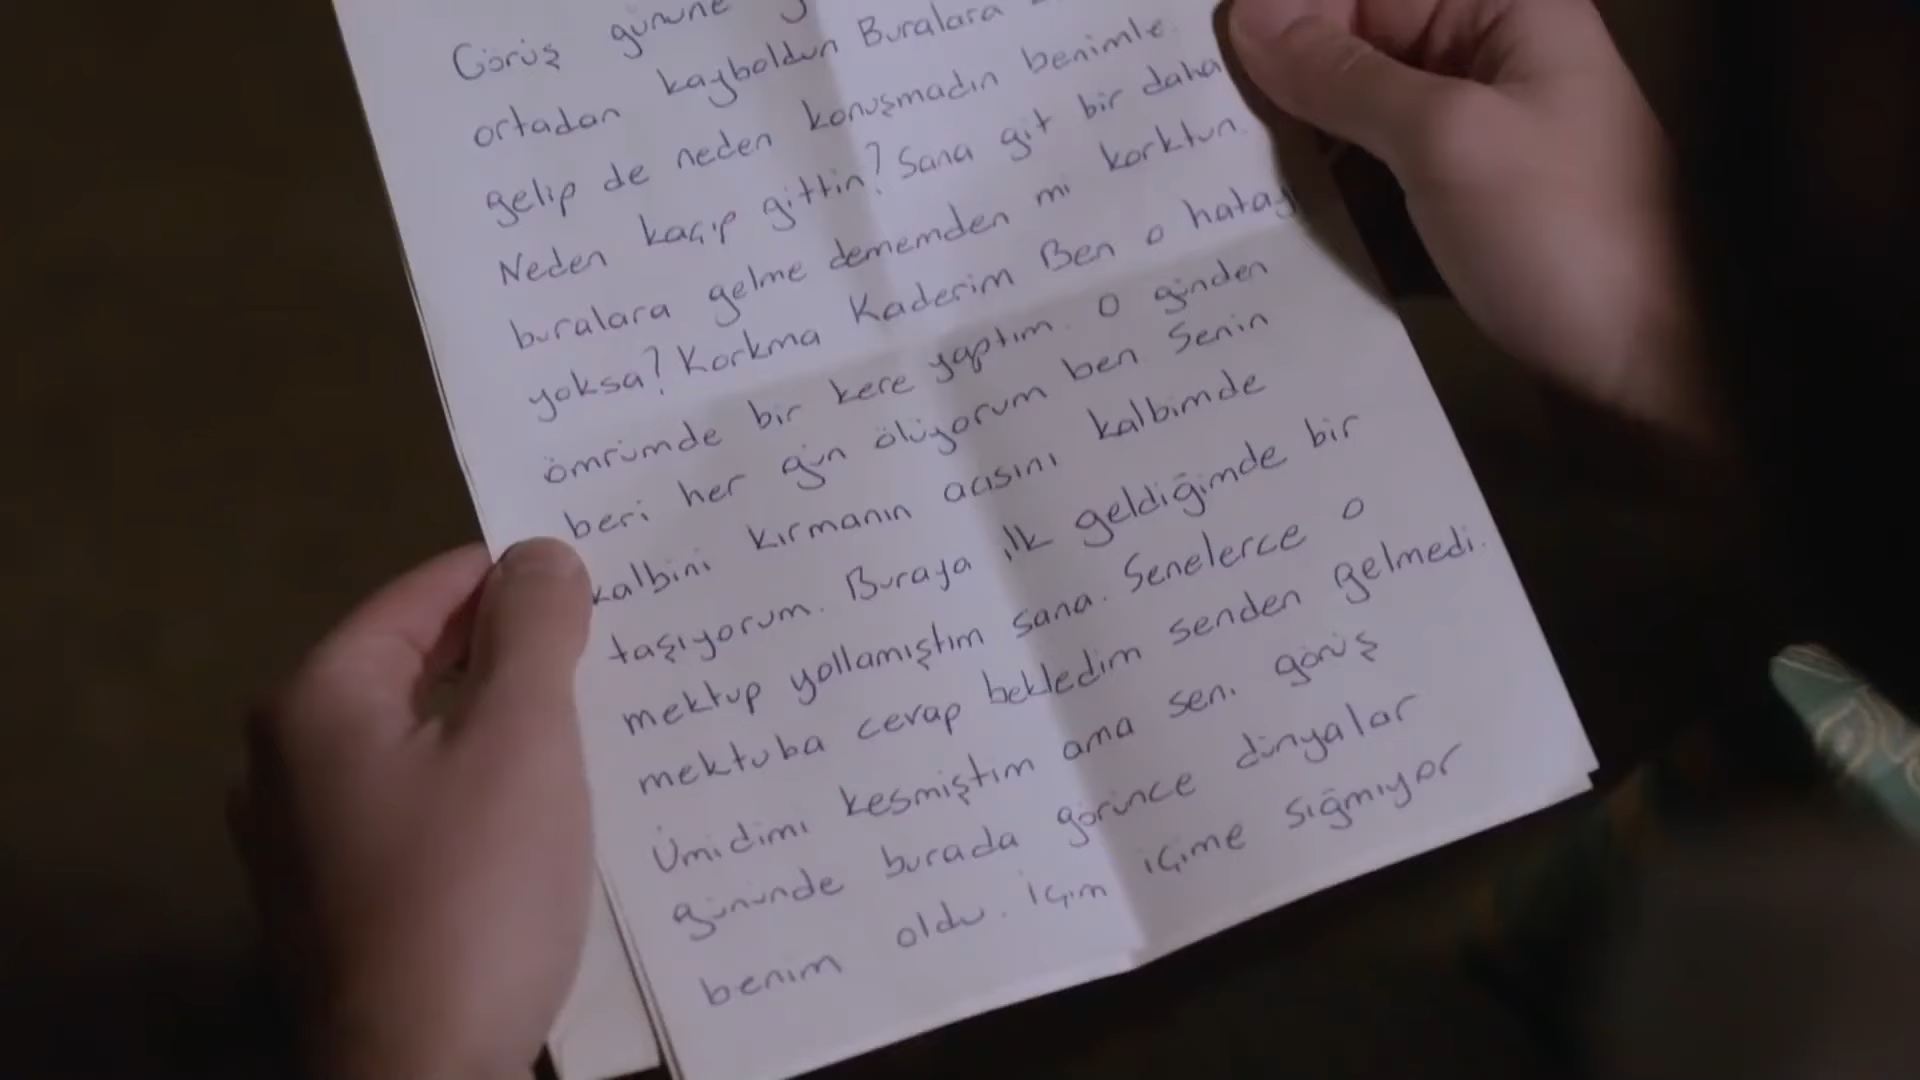 Görüş gününe
ortadan kayboldun Buralara
gelip de neden konuşmadın benimle.
Neden kaçıp gittin? Sana git bir daha
buralara gelme dememden mi korktun.
yoksa? Korkma Kaderim Ben o hatayı
ömrümde bir kere yaptım. O günden
beri her gün ölüyorum ben Senin
kalbini kırmanın acısını kalbimde
taşıyorum. Buraya ilk geldiğimde bir
mektup yollamıştım sana. Senelerce o
mektuba cevap bekledim senden gelmedi.
Ümidimi kesmiştim ama seni görüş
gününde burada görünce dünyalar
benim oldu. İçim içime sığmıyor